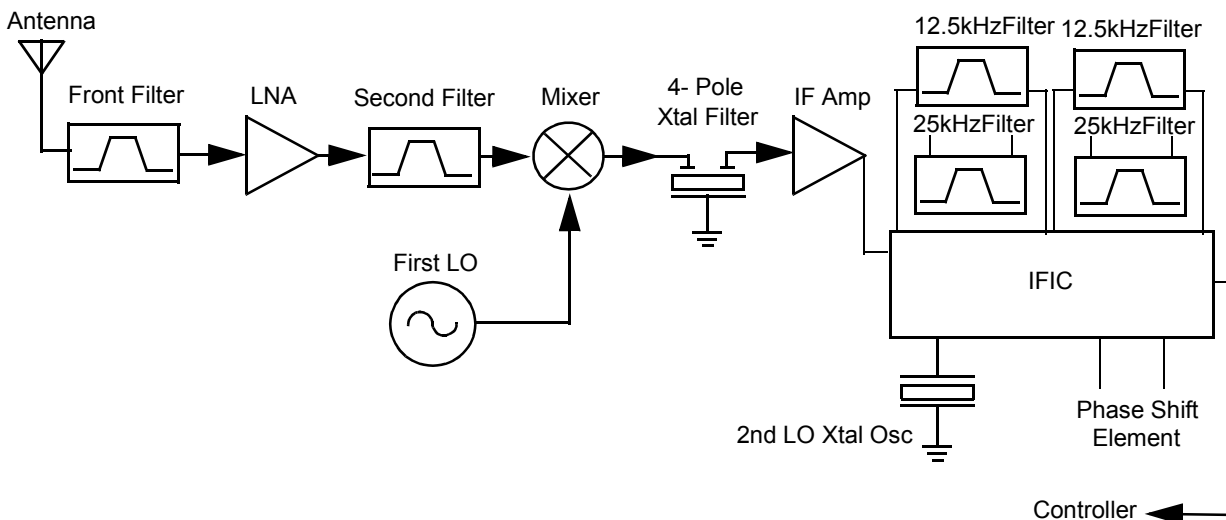 Antenna
Front Filter
LNA
Second Filter
Mixer
4- Pole
Xtal Filter
IF Amp
12.5kHzFilter
12.5kHzFilter
25kHzFilter
25kHzFilter
First LO
IFIC
2nd LO Xtal Osc
Phase Shift
Element
Controller